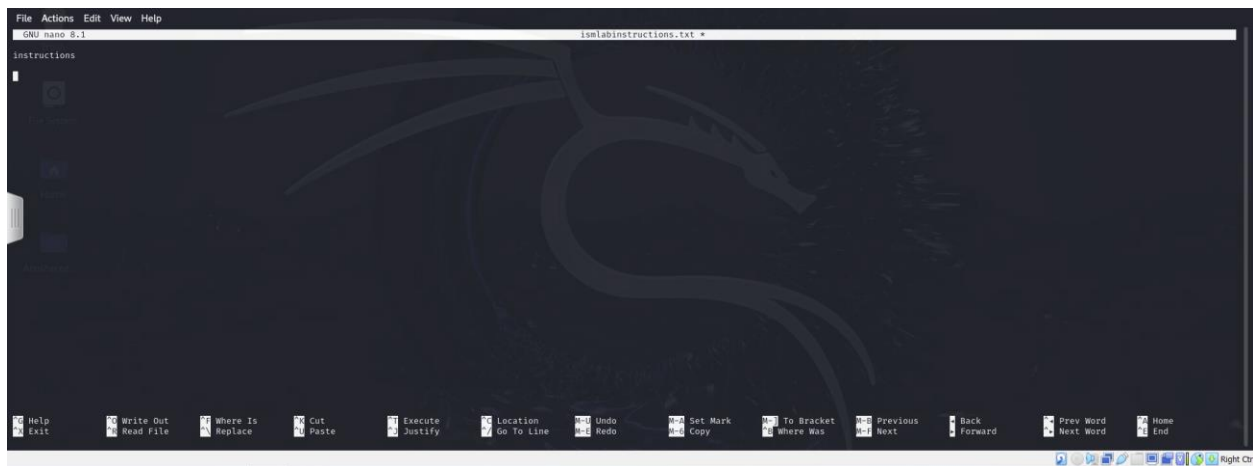 File Actions Edit View Help
GNU nano 8.1 ismlabinstructions.txt *
instructions
^G Help ^O Write Out ^F Where Is ^K Cut ^T Execute ^C Location M-U Undo M-A Set Mark M-] To Bracket M-B Previous Back Prev Word ^A Home
^X Exit ^R Read File ^\ Replace ^U Paste ^J Justify ^/ Go To Line M-E Redo M-6 Copy ^B Where Was M-F Next Forward Next Word ^E End
Right Ctr